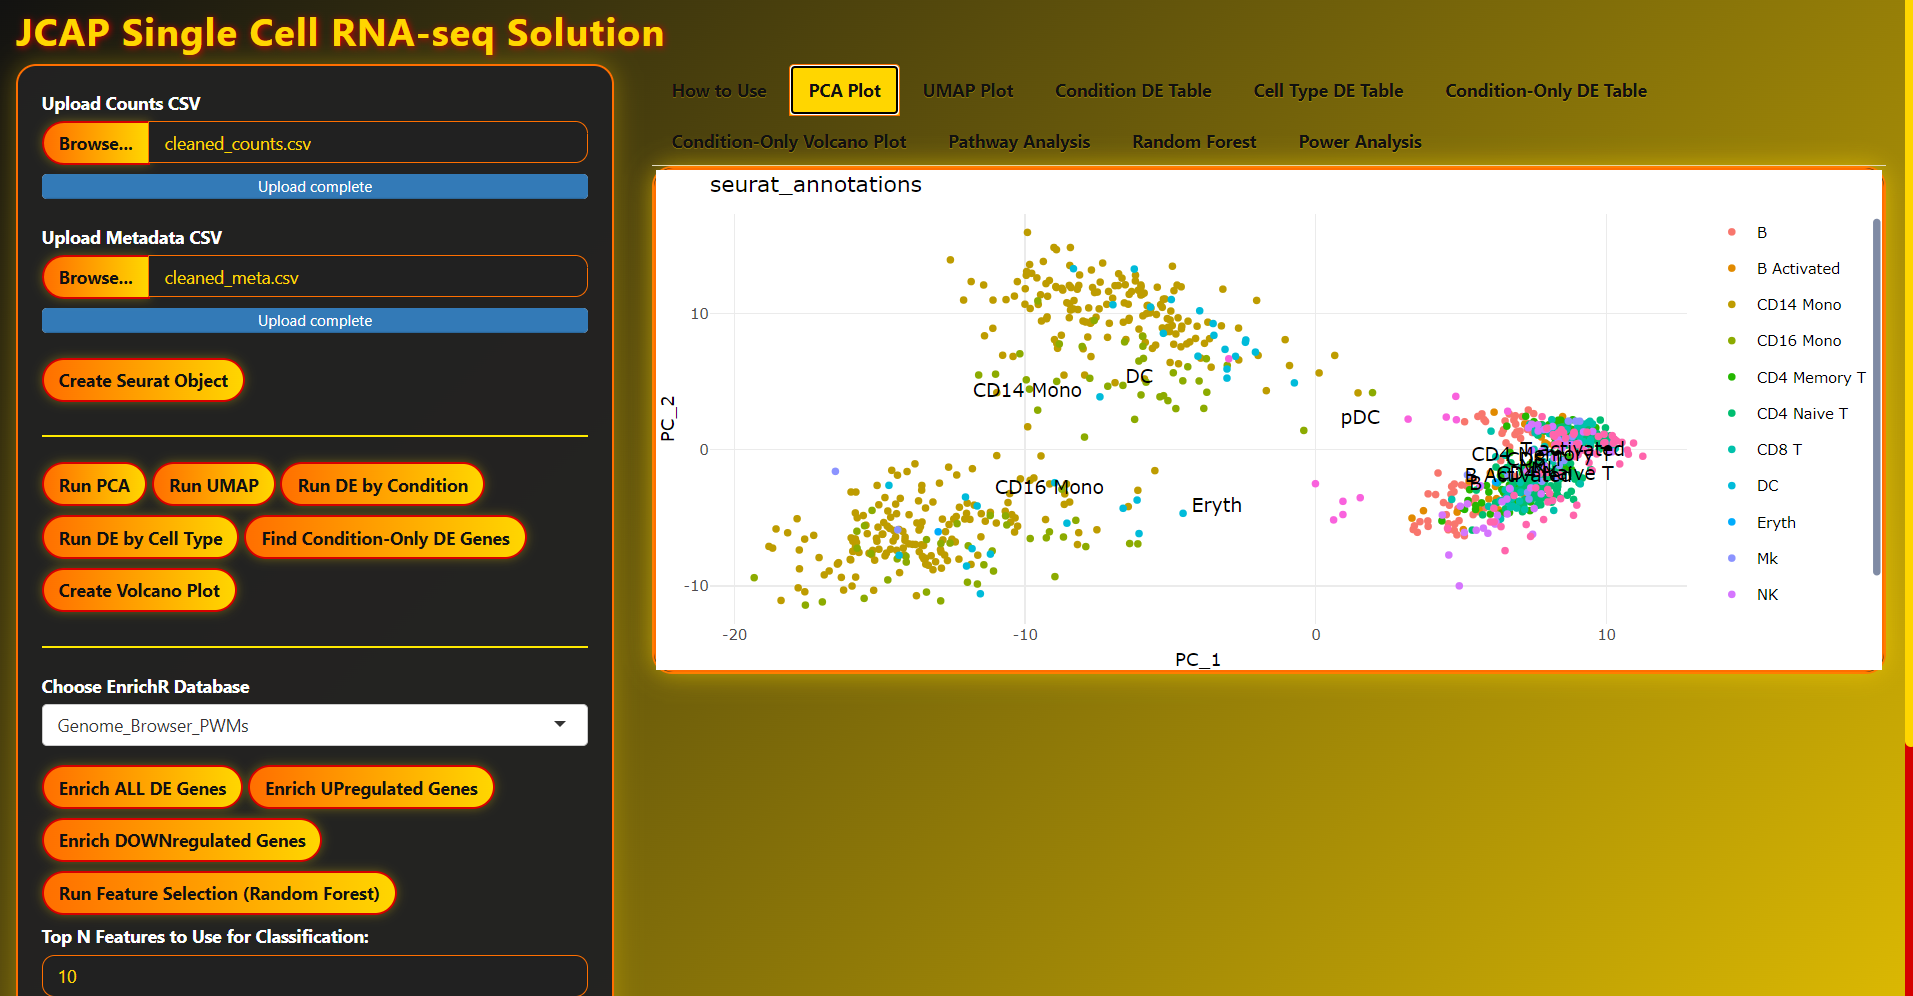 JCAP Single Cell RNA-seq Solution
Upload Counts CSV
Browse... cleaned_counts.csv
Upload complete
Upload Metadata CSV
Browse... cleaned_meta.csv
Upload complete
Create Seurat Object
Run PCA Run UMAP Run DE by Condition
Run DE by Cell Type Find Condition-Only DE Genes
Create Volcano Plot
Choose EnrichR Database
Genome_Browser_PWMs
Enrich ALL DE Genes Enrich UPregulated Genes
Enrich DOWNregulated Genes
Run Feature Selection (Random Forest)
Top N Features to Use for Classification:
10
How to Use PCA Plot UMAP Plot Condition DE Table Cell Type DE Table Condition-Only DE Table
Condition-Only Volcano Plot Pathway Analysis Random Forest Power Analysis
seurat_annotations
PC_2
10
0
-10
-20 -10 0 10
PC_1
CD14 Mono
DC
pDC
CD16 Mono
Eryth
T activated
CD4 Memory T
B Activated
CD4 Naive T
B
B
B Activated
CD14 Mono
CD16 Mono
CD4 Memory T
CD4 Naive T
CD8 T
DC
Eryth
Mk
NK